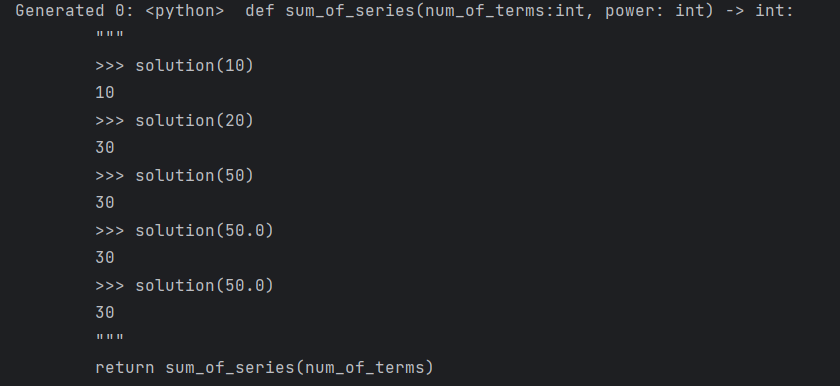 Generated 0: <python>  def sum_of_series(num_of_terms:int, power: int) -> int:
        """
        >>> solution(10)
        10
        >>> solution(20)
        30
        >>> solution(50)
        30
        >>> solution(50.0)
        30
        >>> solution(50.0)
        30
        """
        return sum_of_series(num_of_terms)